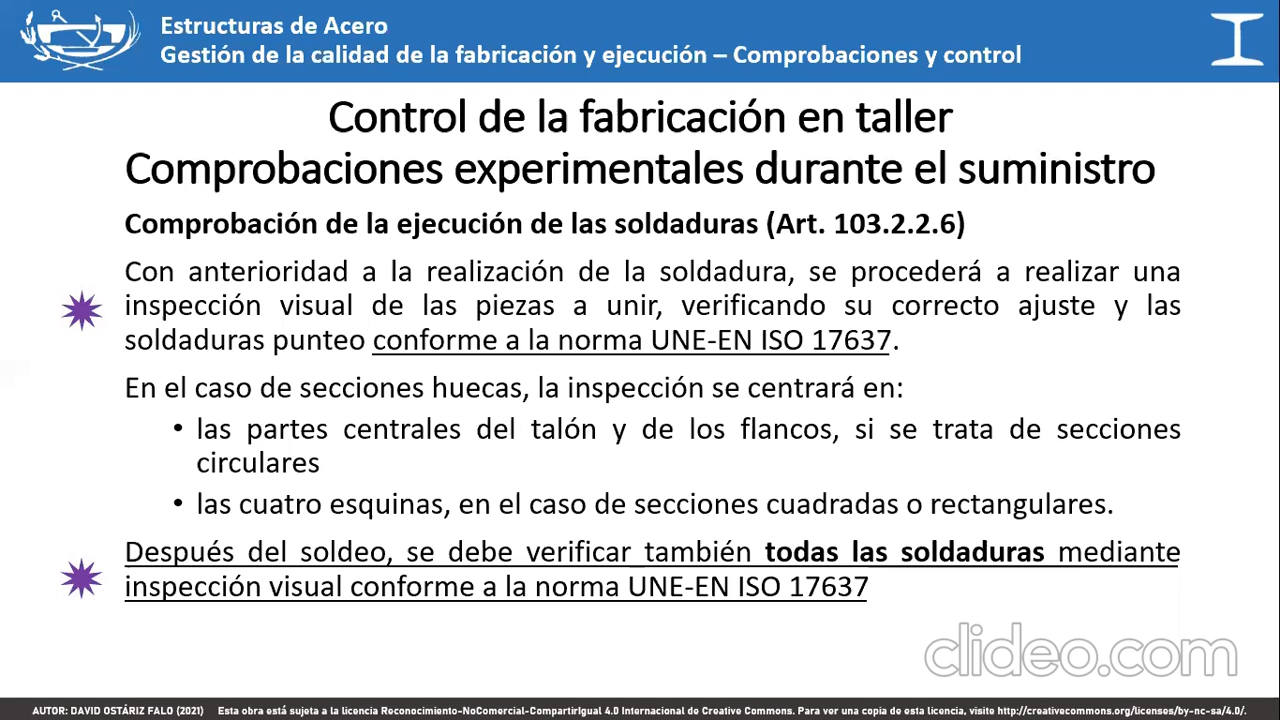 Estructuras de Acero
Gestión de la calidad de la fabricación y ejecución – Comprobaciones y control
Control de la fabricación en taller
Comprobaciones experimentales durante el suministro
Comprobación de la ejecución de las soldaduras (Art. 103.2.2.6)
Con anterioridad a la realización de la soldadura, se procederá a realizar una
inspección visual de las piezas a unir, verificando su correcto ajuste y las
soldaduras punteo conforme a la norma UNE-EN ISO 17637.
En el caso de secciones huecas, la inspección se centrará en:
• las partes centrales del talón y de los flancos, si se trata de secciones
circulares
• las cuatro esquinas, en el caso de secciones cuadradas o rectangulares.
Después del soldeo, se debe verificar también todas las soldaduras mediante
inspección visual conforme a la norma UNE-EN ISO 17637
clideo.com
AUTOR: DAVID OSTÁRIZ FALO (2021) Esta obra está sujeta a la licencia Reconocimiento-NoComercial-CompartirIgual 4.0 Internacional de Creative Commons. Para ver una copia de esta licencia, visite http://creativecommons.org/licenses/by-nc-sa/4.0/.